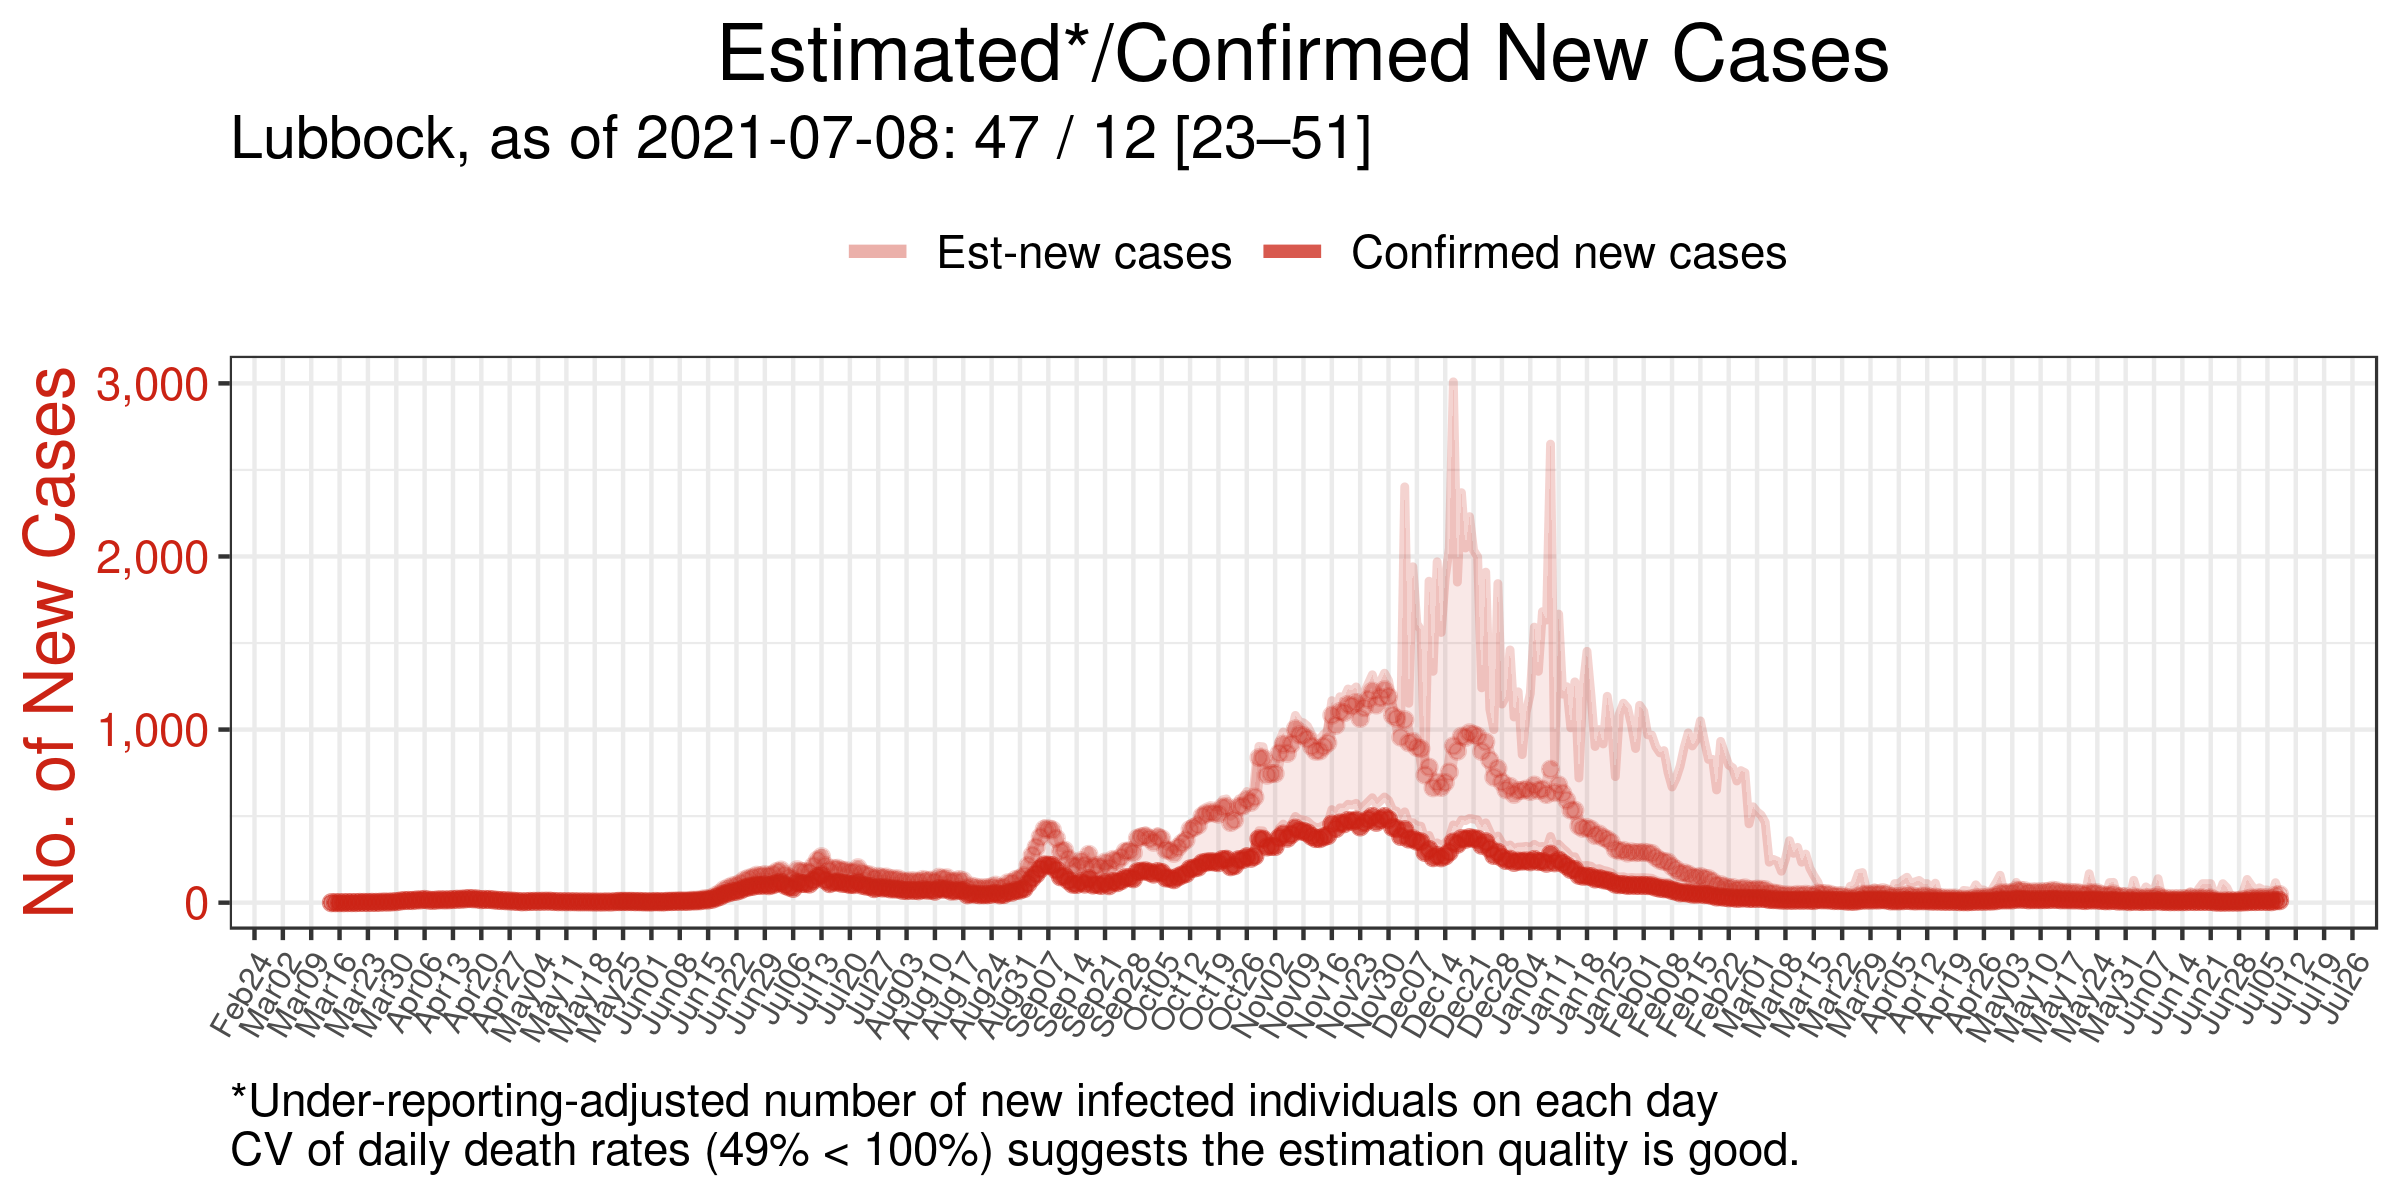 Estimated*/Confirmed New Cases
Lubbock, as of 2021-07-08: 47 / 12 [23–51]
Est-new cases Confirmed new cases
No. of New Cases
3,000
2,000
1,000
0
Feb24 Mar02 Mar09 Mar16 Mar23 Mar30 Apr06 Apr13 Apr20 Apr27 May04 May11 May18 May25 Jun01 Jun08 Jun15 Jun22 Jun29 Jul06 Jul13 Jul20 Jul27 Aug03 Aug10 Aug17 Aug24 Aug31 Sep07 Sep14 Sep21 Sep28 Oct05 Oct12 Oct19 Oct26 Nov02 Nov09 Nov16 Nov23 Nov30 Dec07 Dec14 Dec21 Dec28 Jan04 Jan11 Jan18 Jan25 Feb01 Feb08 Feb15 Feb22 Mar01 Mar08 Mar15 Mar22 Mar29 Apr05 Apr12 Apr19 Apr26 May03 May10 May17 May24 May31 Jun07 Jun14 Jun21 Jun28 Jul05 Jul12 Jul19 Jul26
*Under-reporting-adjusted number of new infected individuals on each day
CV of daily death rates (49% < 100%) suggests the estimation quality is good.